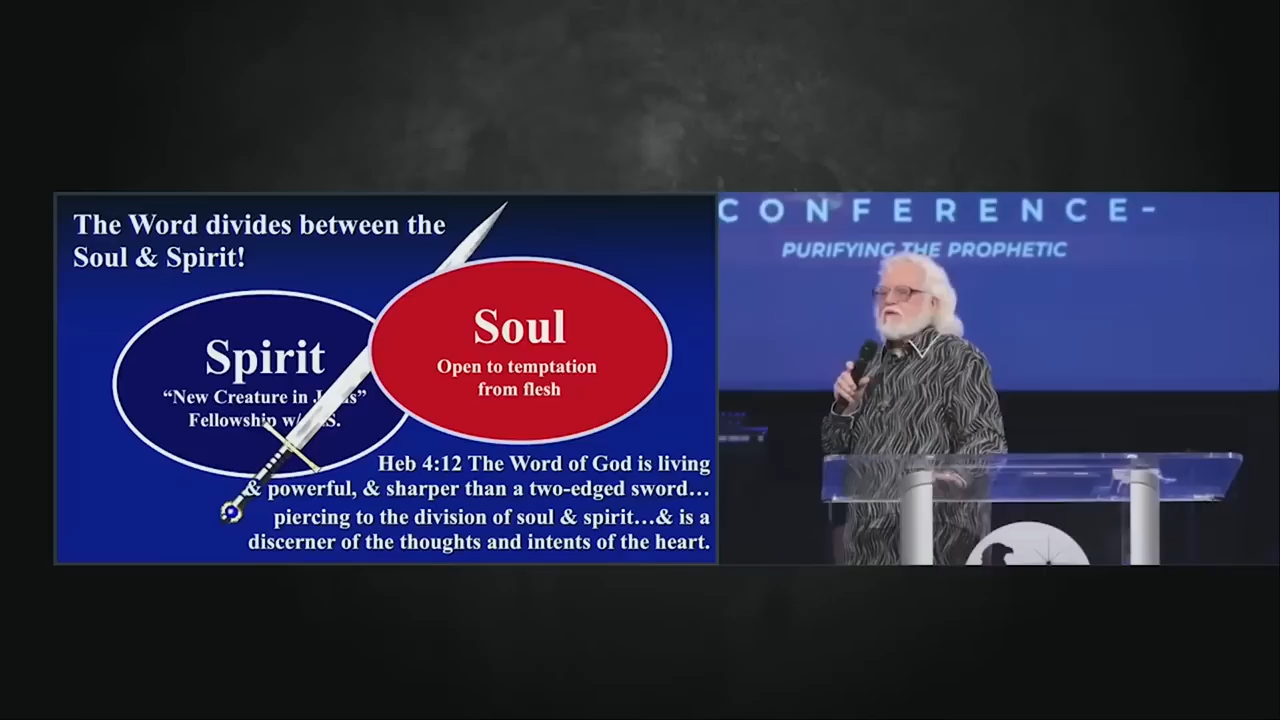 The Word divides between the
Soul & Spirit!
Spirit
“New Creature in
Fellowship
Soul
Open to temptation
from flesh
Heb 4:12 The Word of God is living
& powerful, & sharper than a two-edged sword…
piercing to the division of soul & spirit…& is a
discerner of the thoughts and intents of the heart.
CONFERENCE-
PURIFYING THE PROPHETIC